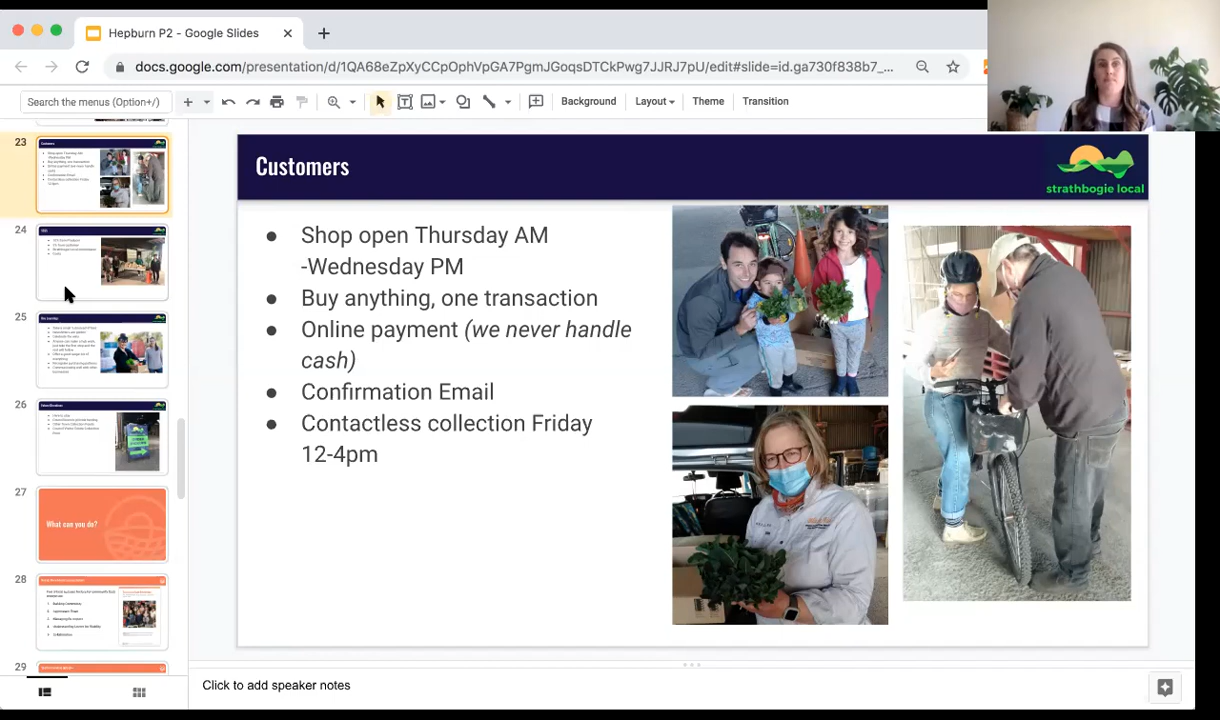 Hepburn P2 - Google Slides
docs.google.com/presentation/d/1QA68eZpXyCCpOphVpGA7PgmJGoqsDTCkPwg7JJRJ7pU/edit#slide=id.ga730f838b7_...
Search the menus (Option+/)
Background
Layout
Theme
Transition
23
24
25
26
27
What can you do?
28
29
Customers
strathbogie local
● Shop open Thursday AM
-Wednesday PM
● Buy anything, one transaction
● Online payment (we never handle
cash)
● Confirmation Email
● Contactless collection Friday
12-4pm
Click to add speaker notes